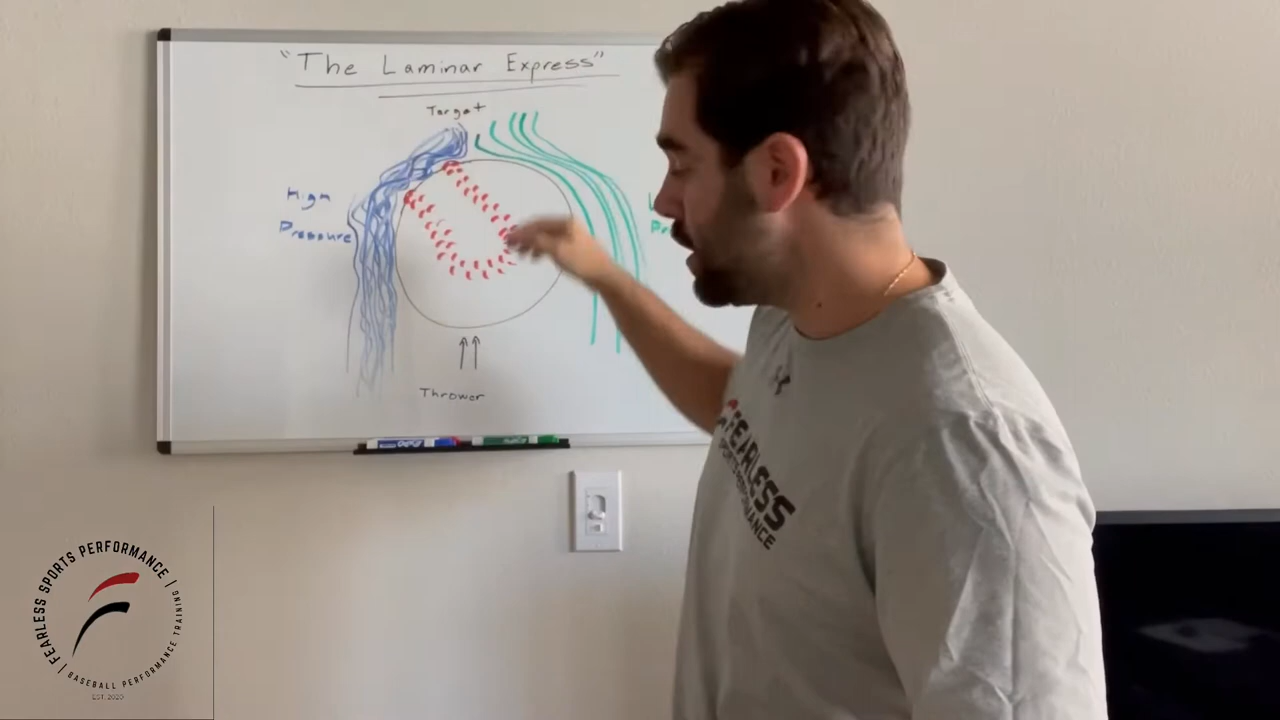 "The Laminar Express"
Target
High
Pressure
Thrower
FEARLESS
SPORTS PERFORMANCE
FEARLESS SPORTS PERFORMANCE |
| BASEBALL PERFORMANCE TRAINING
EST. 2020